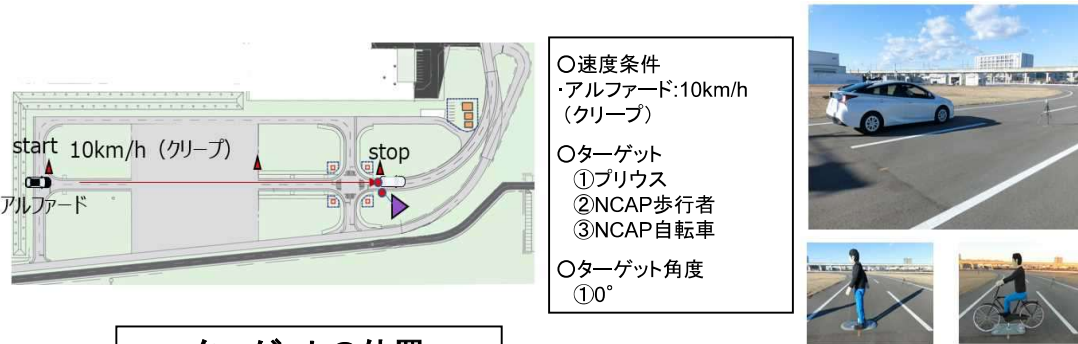 start
10km/h（クリープ）
stop
アルファード
○速度条件
・アルファード:10km/h
（クリープ）
○ターゲット
①プリウス
②NCAP歩行者
③NCAP自転車
○ターゲット角度
①0°